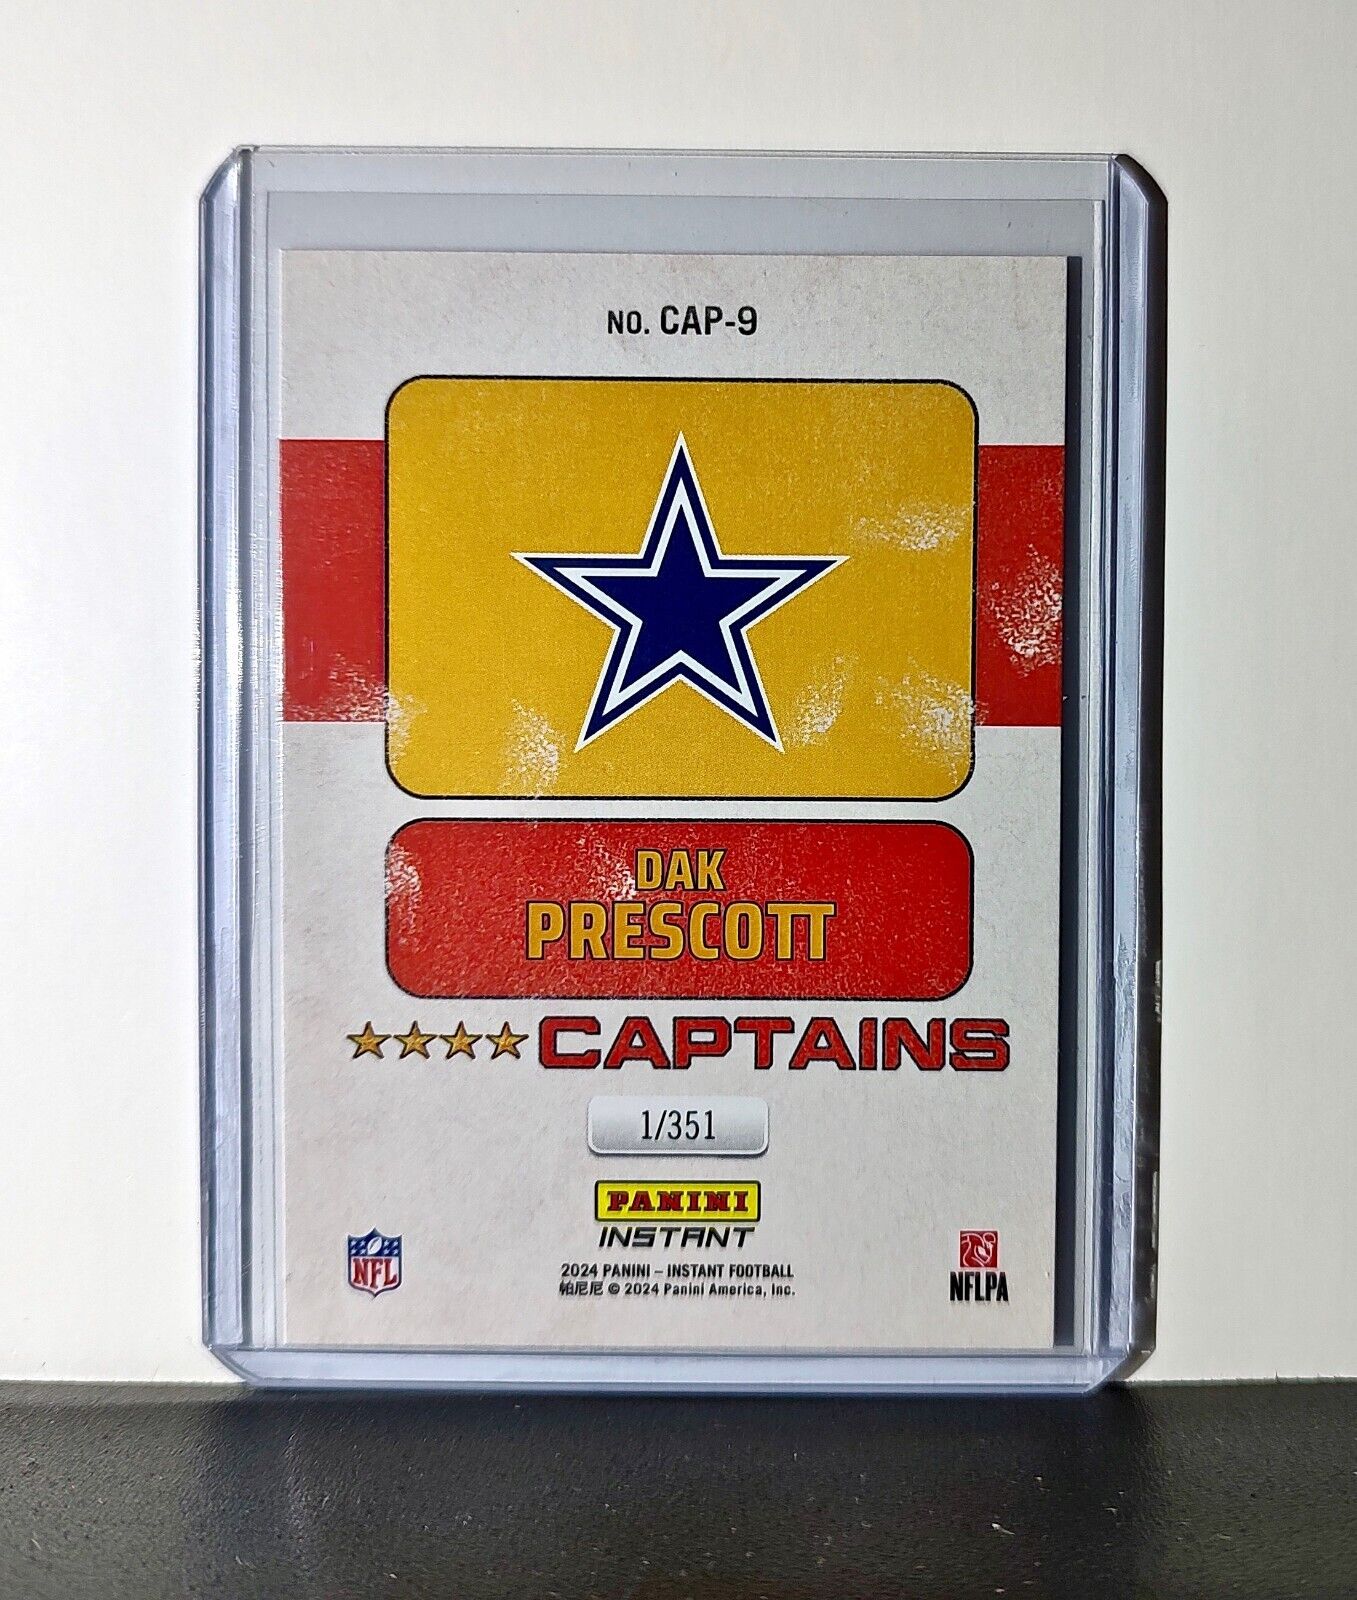 NO. CAP-9
DAK
PRESCOTT
CAPTAINS
1/351
PANINI
INSTANT
NFL
2024 PANINI – INSTANT FOOTBALL
帕尼尼 © 2024 Panini America, Inc.
NFLPA